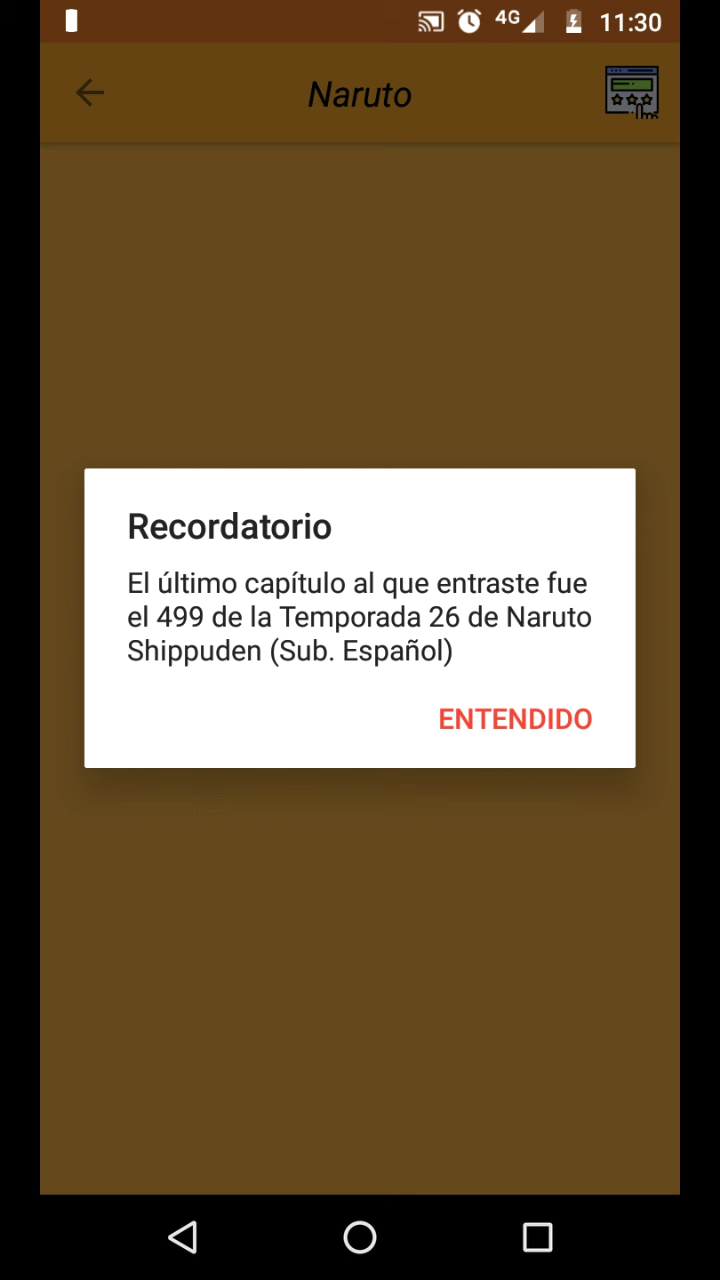 4G 11:30
Naruto
Recordatorio
El último capítulo al que entraste fue
el 499 de la Temporada 26 de Naruto
Shippuden (Sub. Español)
ENTENDIDO